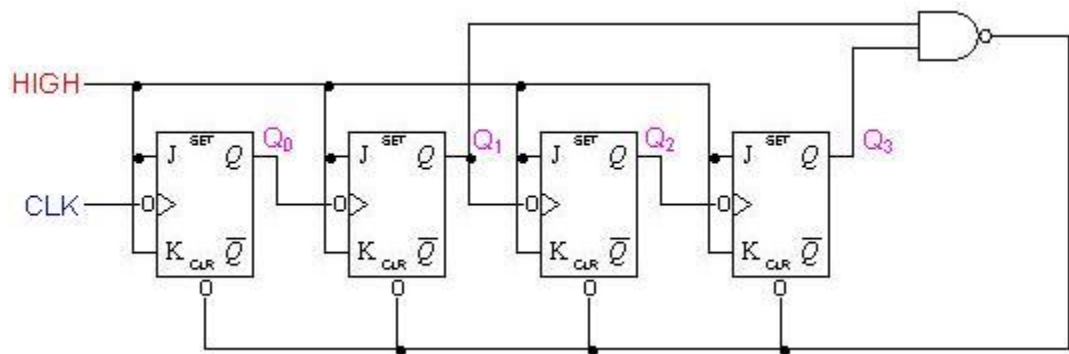 HIGH
CLK
J SET Q
K CLR Q̅
Q0
J SET Q
K CLR Q̅
Q1
J SET Q
K CLR Q̅
Q2
J SET Q
K CLR Q̅
Q3